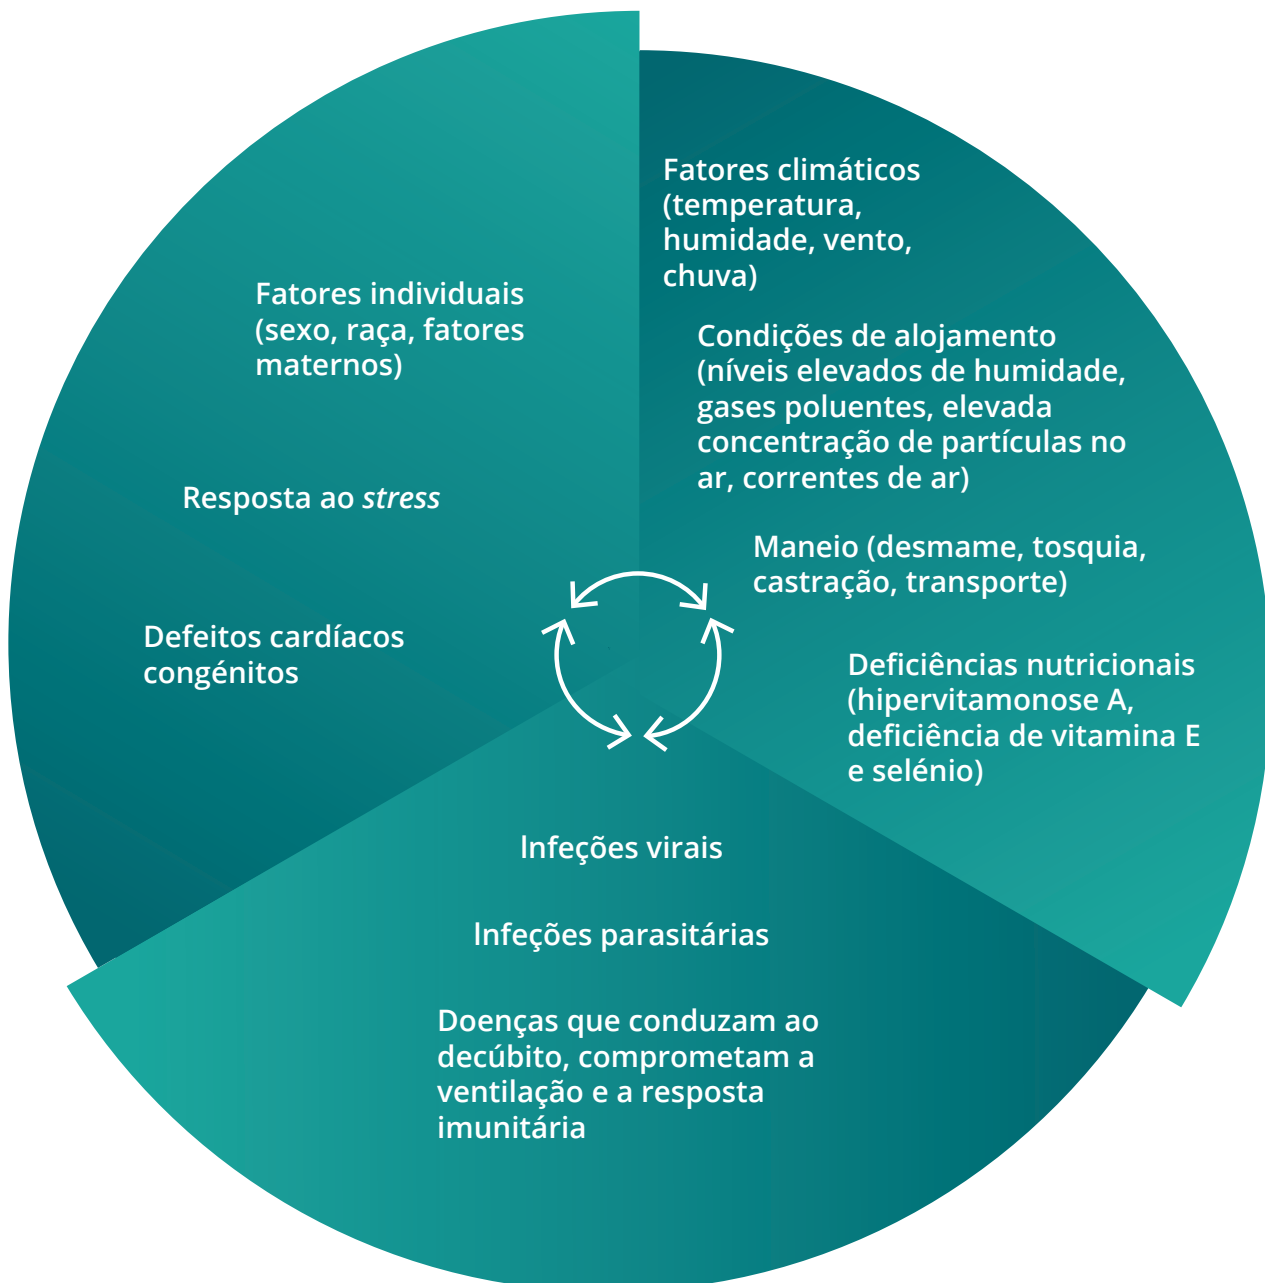 Fatores climáticos
(temperatura,
humidade, vento,
chuva)
Condições de alojamento
(níveis elevados de humidade,
gases poluentes, elevada
concentração de partículas no
ar, correntes de ar)
Maneio (desmame, tosquia,
castração, transporte)
Deficiências nutricionais
(hipervitamonose A,
deficiência de vitamina E
e selénio)
Fatores individuais
(sexo, raça, fatores
maternos)
Resposta ao stress
Defeitos cardíacos
congénitos
Infeções virais
Infeções parasitárias
Doenças que conduzam ao
decúbito, comprometam a
ventilação e a resposta
imunitária